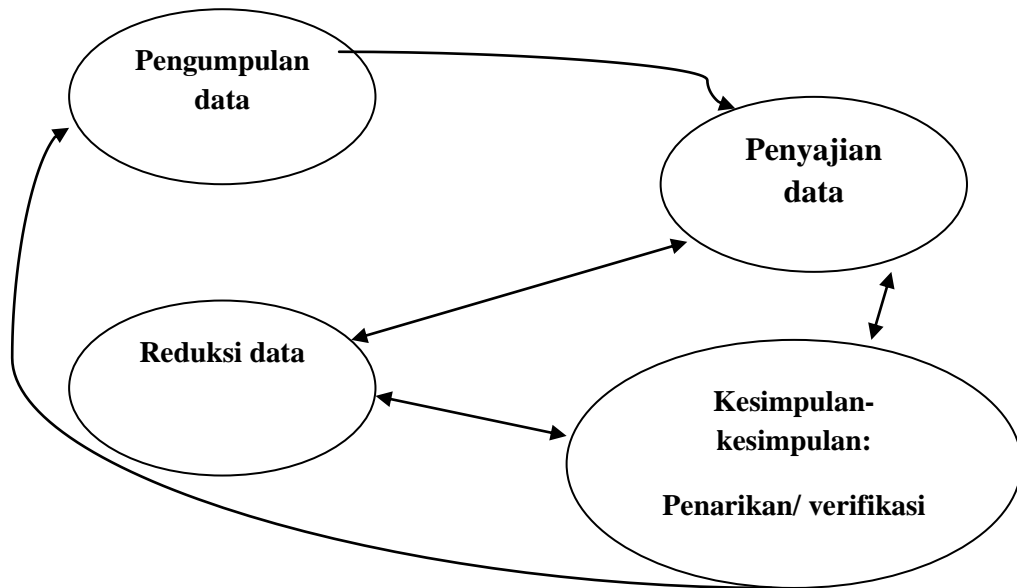 Pengumpulan
data
Penyajian
data
Reduksi data
Kesimpulan-
kesimpulan:
Penarikan/ verifikasi